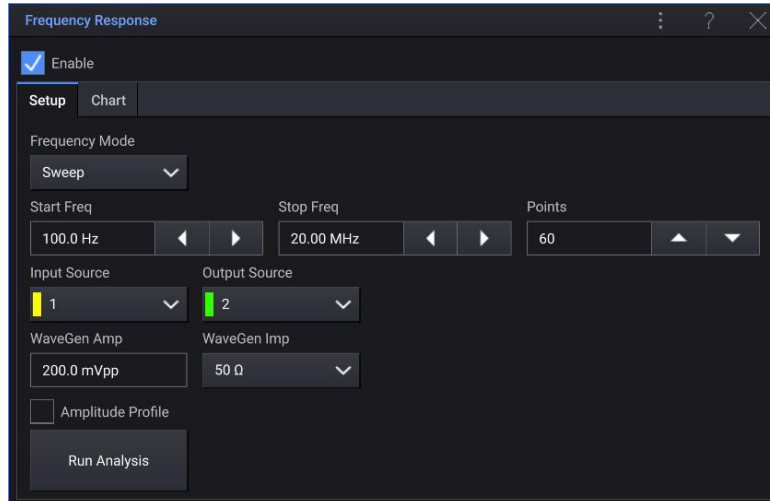 Frequency Response
Enable
Setup Chart
Frequency Mode
Sweep
Start Freq Stop Freq Points
100.0 Hz 20.00 MHz 60
Input Source Output Source
1 2
WaveGen Amp WaveGen Imp
200.0 mVpp 50 Ω
Amplitude Profile
Run Analysis